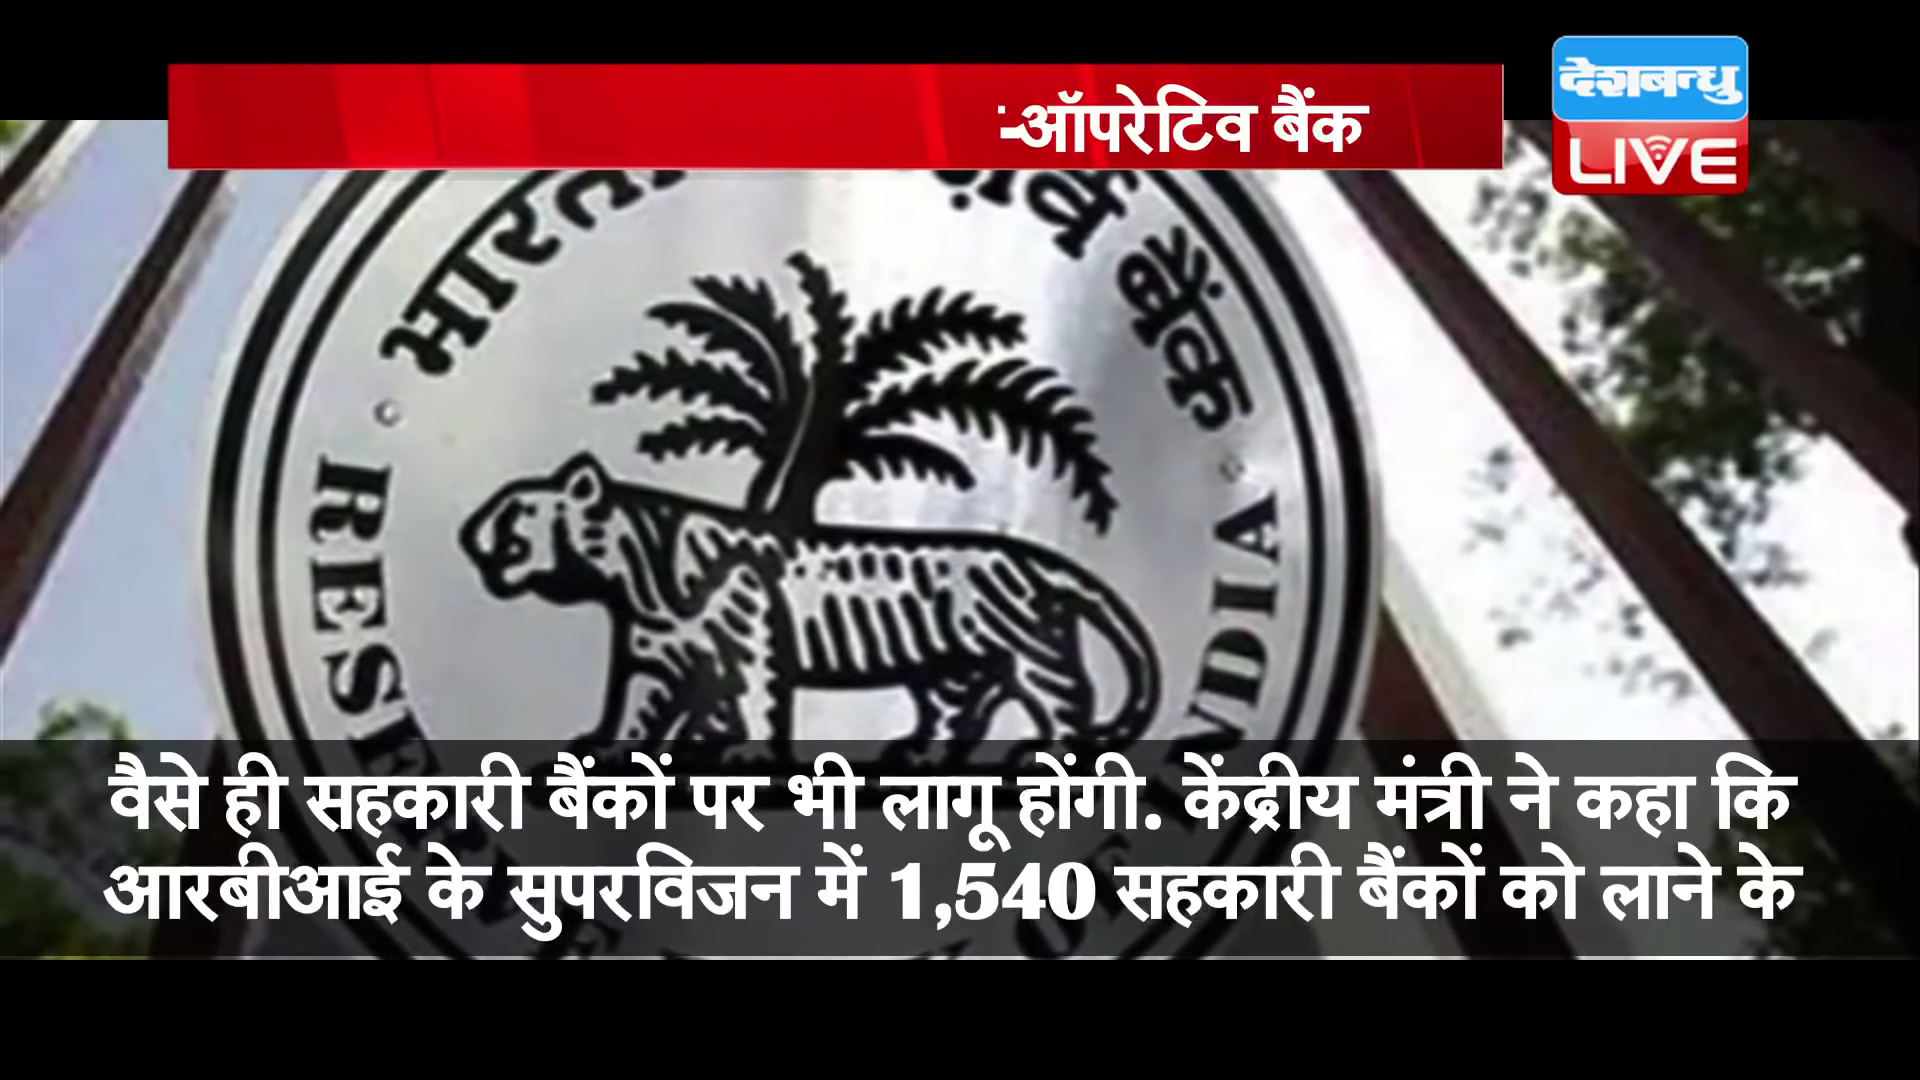 -ऑपरेटिव बैंक
देशबन्धु
LIVE
भारतीय रिज़र्व बैंक
RESERVE BANK OF INDIA
वैसे ही सहकारी बैंकों पर भी लागू होंगी. केंद्रीय मंत्री ने कहा कि
आरबीआई के सुपरविजन में 1,540 सहकारी बैंकों को लाने के